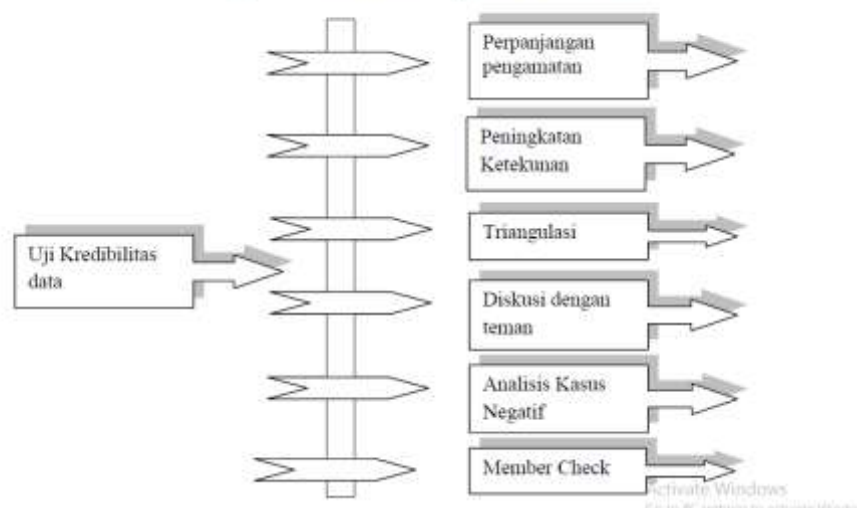 Perpanjangan
pengamatan
Peningkatan
Ketekunan
Triangulasi
Uji Kredibilitas
data
Diskusi dengan
teman
Analisis Kasus
Negatif
Member Check
Activate Windows